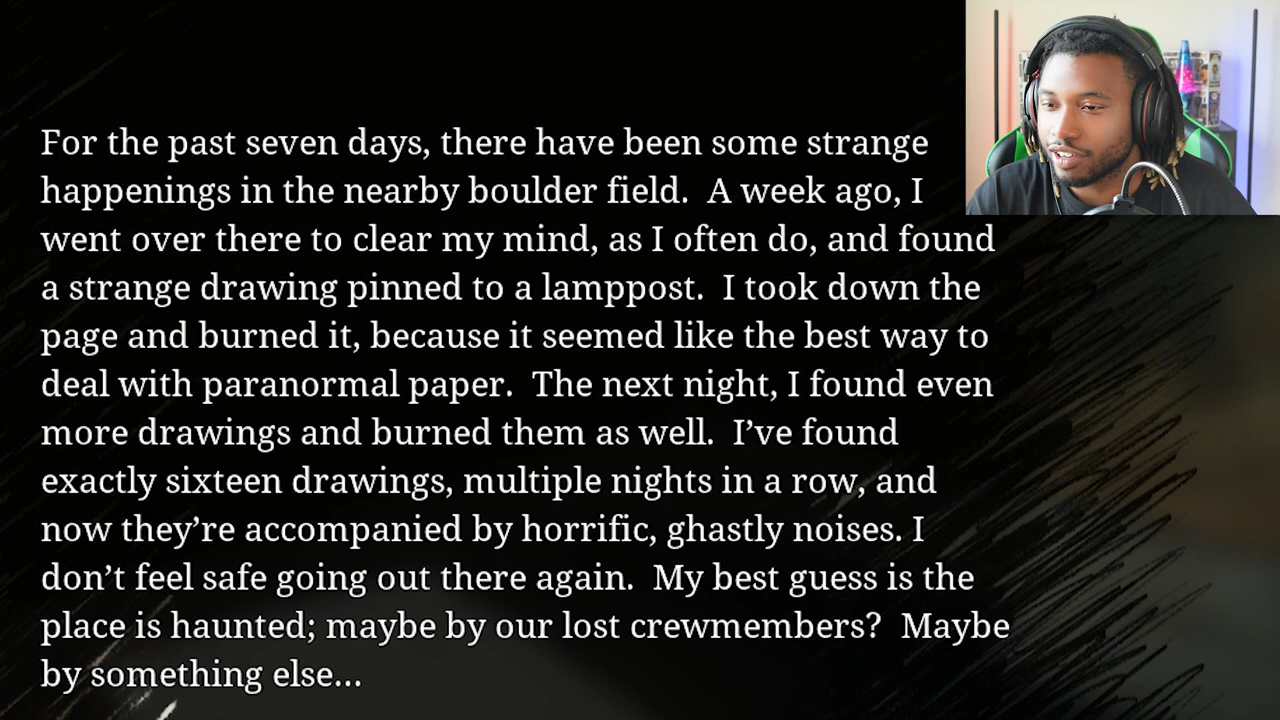 For the past seven days, there have been some strange
happenings in the nearby boulder field.  A week ago, I
went over there to clear my mind, as I often do, and found
a strange drawing pinned to a lamppost.  I took down the
page and burned it, because it seemed like the best way to
deal with paranormal paper.  The next night, I found even
more drawings and burned them as well.  I’ve found
exactly sixteen drawings, multiple nights in a row, and
now they’re accompanied by horrific, ghastly noises. I
don’t feel safe going out there again.  My best guess is the
place is haunted; maybe by our lost crewmembers?  Maybe
by something else…